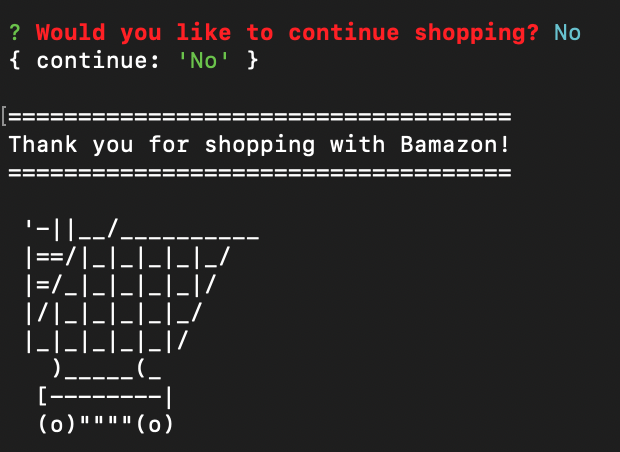 ? Would you like to continue shopping? No
{ continue: 'No' }
[====================================
Thank you for shopping with Bamazon!
====================================
 '-||__/__________
 |==/|_|_|_|_|_/
 |=/_|_|_|_|_|/
 |/|_|_|_|_|_/
 |_|_|_|_|_|/
   )_____(_
  [--------|
  (o)""""(o)